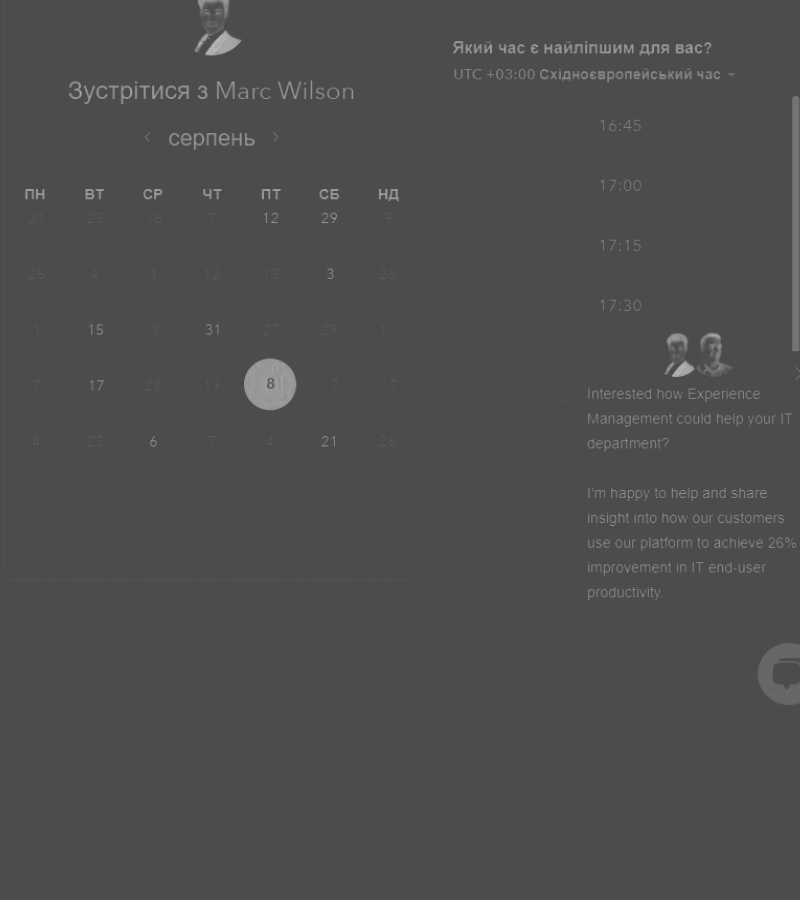 Зустрітися з Marc Wilson
серпень
ПН ВТ СР ЧТ ПТ СБ НД
21 28 16 7 12 29 9
25 4 1 12 13 3 28
1 15 3 31 27 29 11
7 17 28 19 8 17 17
4 25 6 7 4 21 26
Який час є найліпшим для вас?
UTC +03:00 Східноєвропейський час
16:45
17:00
17:15
17:30
Interested how Experience
Management could help your IT
department?
I'm happy to help and share
insight into how our customers
use our platform to achieve 26%
improvement in IT end-user
productivity.